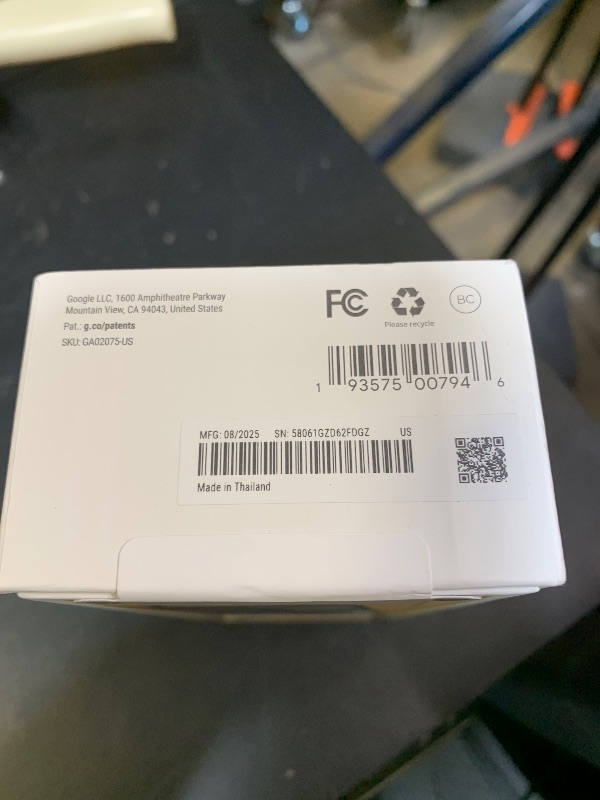 Google LLC, 1600 Amphitheatre Parkway
Mountain View, CA 94043, United States
Pat.: g.co/patents
SKU: GA02075-US
FC
Please recycle
BC
1 93575 00794 6
MFG: 08/2025 SN: 58061GZD62FDGZ US
Made in Thailand